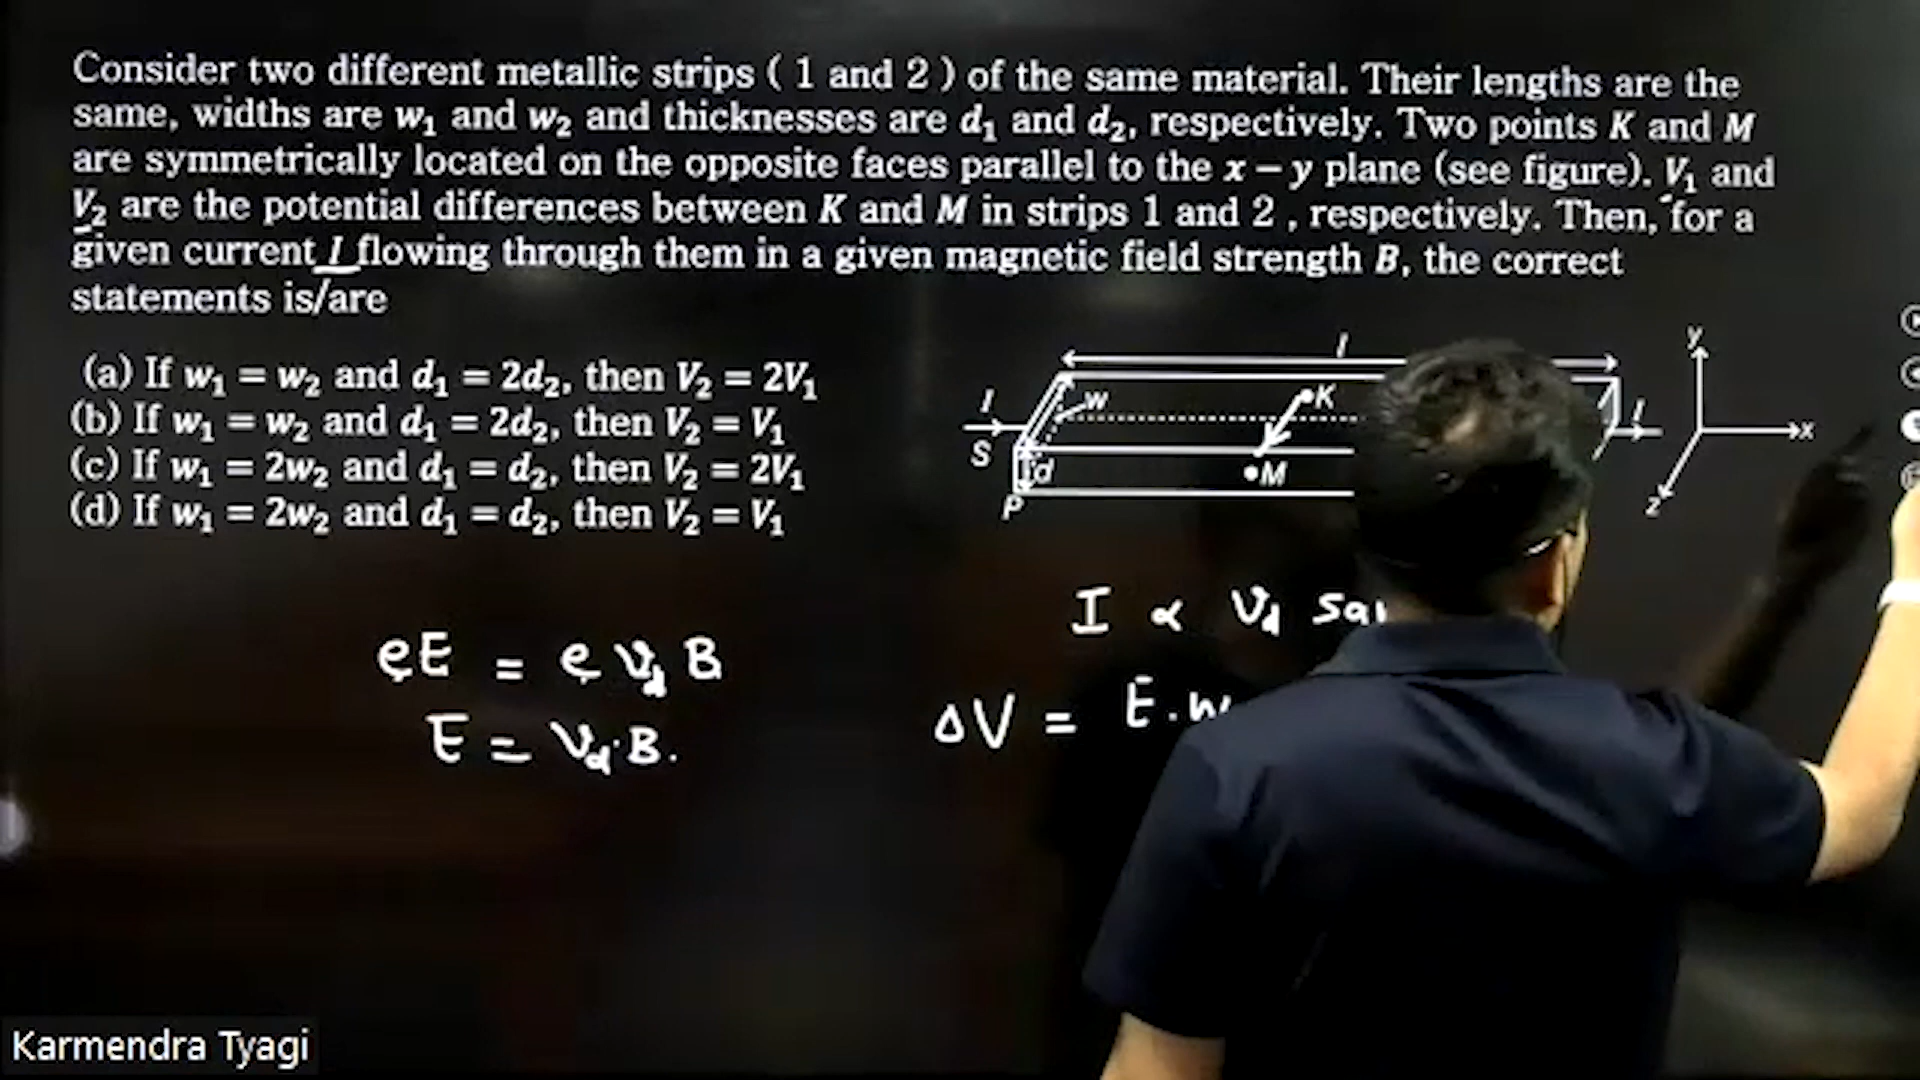 Consider two different metallic strips ( 1 and 2 ) of the same material. Their lengths are the
same, widths are w₁ and w₂ and thicknesses are d₁ and d₂, respectively. Two points K and M
are symmetrically located on the opposite faces parallel to the x – y plane (see figure). V₁ and
V₂ are the potential differences between K and M in strips 1 and 2 , respectively. Then, for a
given current I flowing through them in a given magnetic field strength B, the correct
statements is/are
(a) If w₁ = w₂ and d₁ = 2d₂, then V₂ = 2V₁
(b) If w₁ = w₂ and d₁ = 2d₂, then V₂ = V₁
(c) If w₁ = 2w₂ and d₁ = d₂, then V₂ = 2V₁
(d) If w₁ = 2w₂ and d₁ = d₂, then V₂ = V₁
l
y
I
w
K
I
x
S
d
M
z
P
I ∝ v_d
eE = e v_d B
ΔV = E.w
E = v_d.B.
Karmendra Tyagi